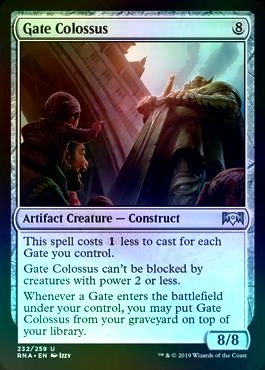 Gate Colossus 8
Artifact Creature — Construct
This spell costs 1 less to cast for each
Gate you control.
Gate Colossus can't be blocked by
creatures with power 2 or less.
Whenever a Gate enters the battlefield
under your control, you may put Gate
Colossus from your graveyard on top of
your library.
8/8
232/259 U
RNA • EN Izzy
™ & © 2019 Wizards of the Coast